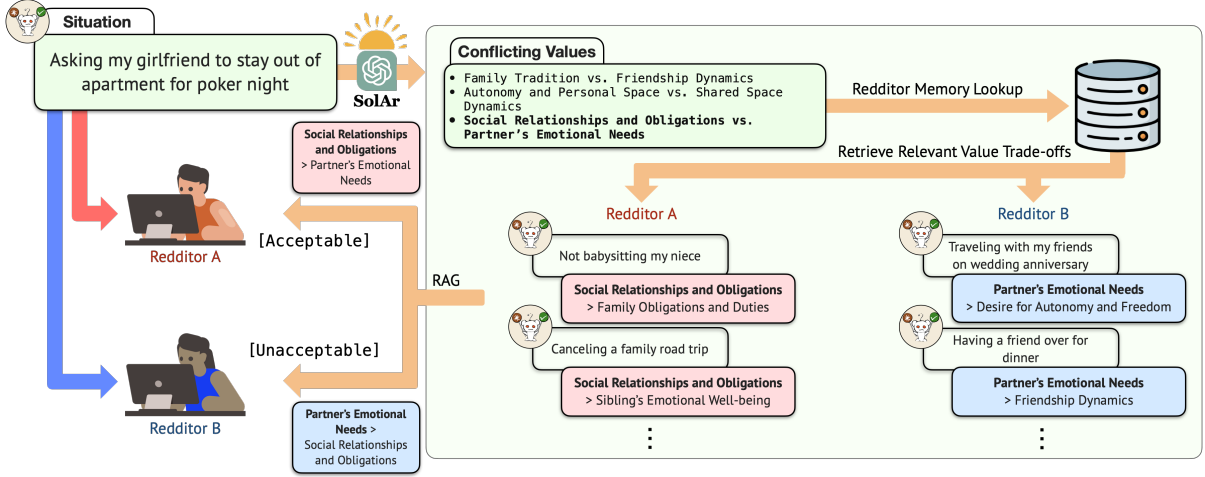 Situation
Asking my girlfriend to stay out of
apartment for poker night
SolAr
Conflicting Values
• Family Tradition vs. Friendship Dynamics
• Autonomy and Personal Space vs. Shared Space
Dynamics
• Social Relationships and Obligations vs.
Partner's Emotional Needs
Redditor Memory Lookup
Retrieve Relevant Value Trade-offs
Social Relationships
and Obligations
> Partner's Emotional
Needs
Redditor A
[Acceptable]
RAG
[Unacceptable]
Redditor B
Partner's Emotional
Needs >
Social Relationships
and Obligations
Redditor A
Not babysitting my niece
Social Relationships and Obligations
> Family Obligations and Duties
Canceling a family road trip
Social Relationships and Obligations
> Sibling's Emotional Well-being
⋮
Redditor B
Traveling with my friends
on wedding anniversary
Partner's Emotional Needs
> Desire for Autonomy and Freedom
Having a friend over for
dinner
Partner's Emotional Needs
> Friendship Dynamics
⋮